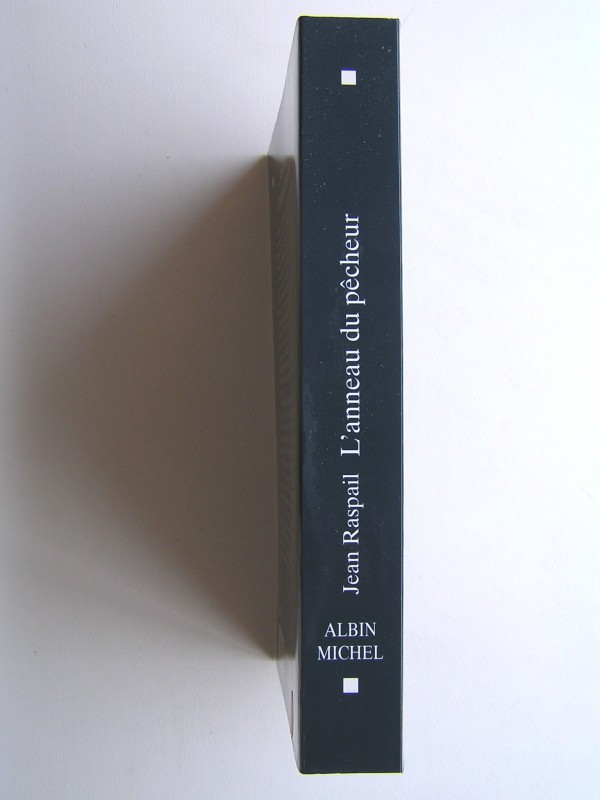 Jean Raspail L'anneau du pêcheur
ALBIN
MICHEL